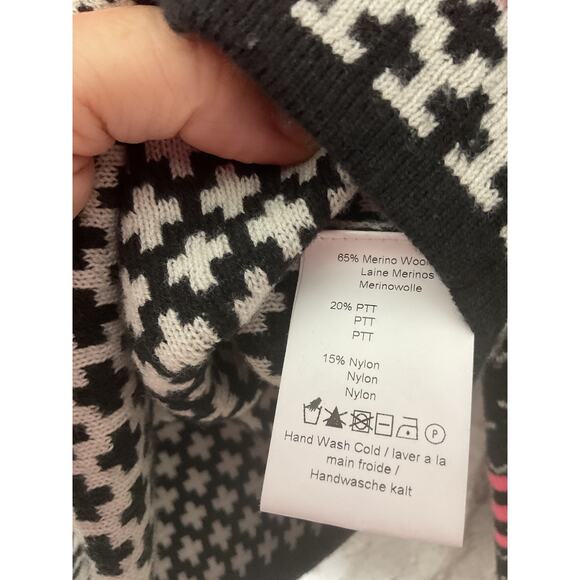 65% Merino Wool
Laine Merinos
Merinowolle
20% PTT
PTT
PTT
15% Nylon
Nylon
Nylon
P
Hand Wash Cold / laver a la
main froide /
Handwasche kalt